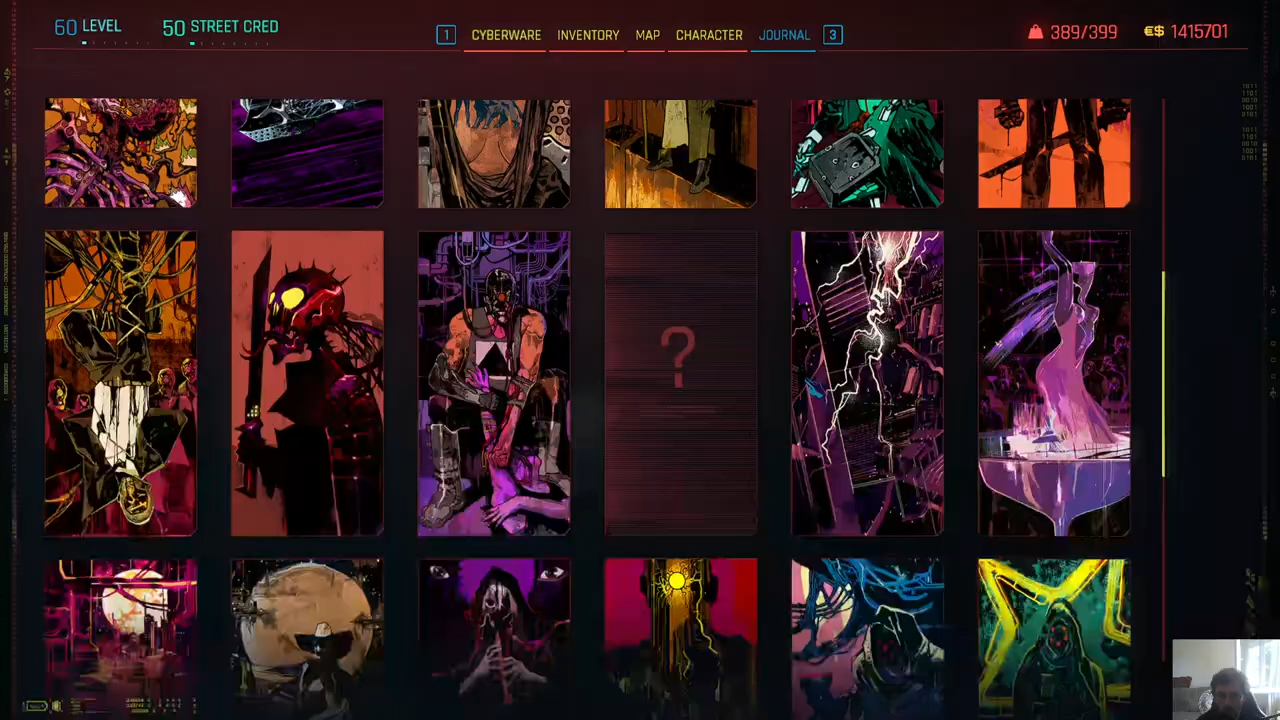 60 LEVEL
50 STREET CRED
1 CYBERWARE INVENTORY MAP CHARACTER JOURNAL 3
389/399
€$ 1415701
?